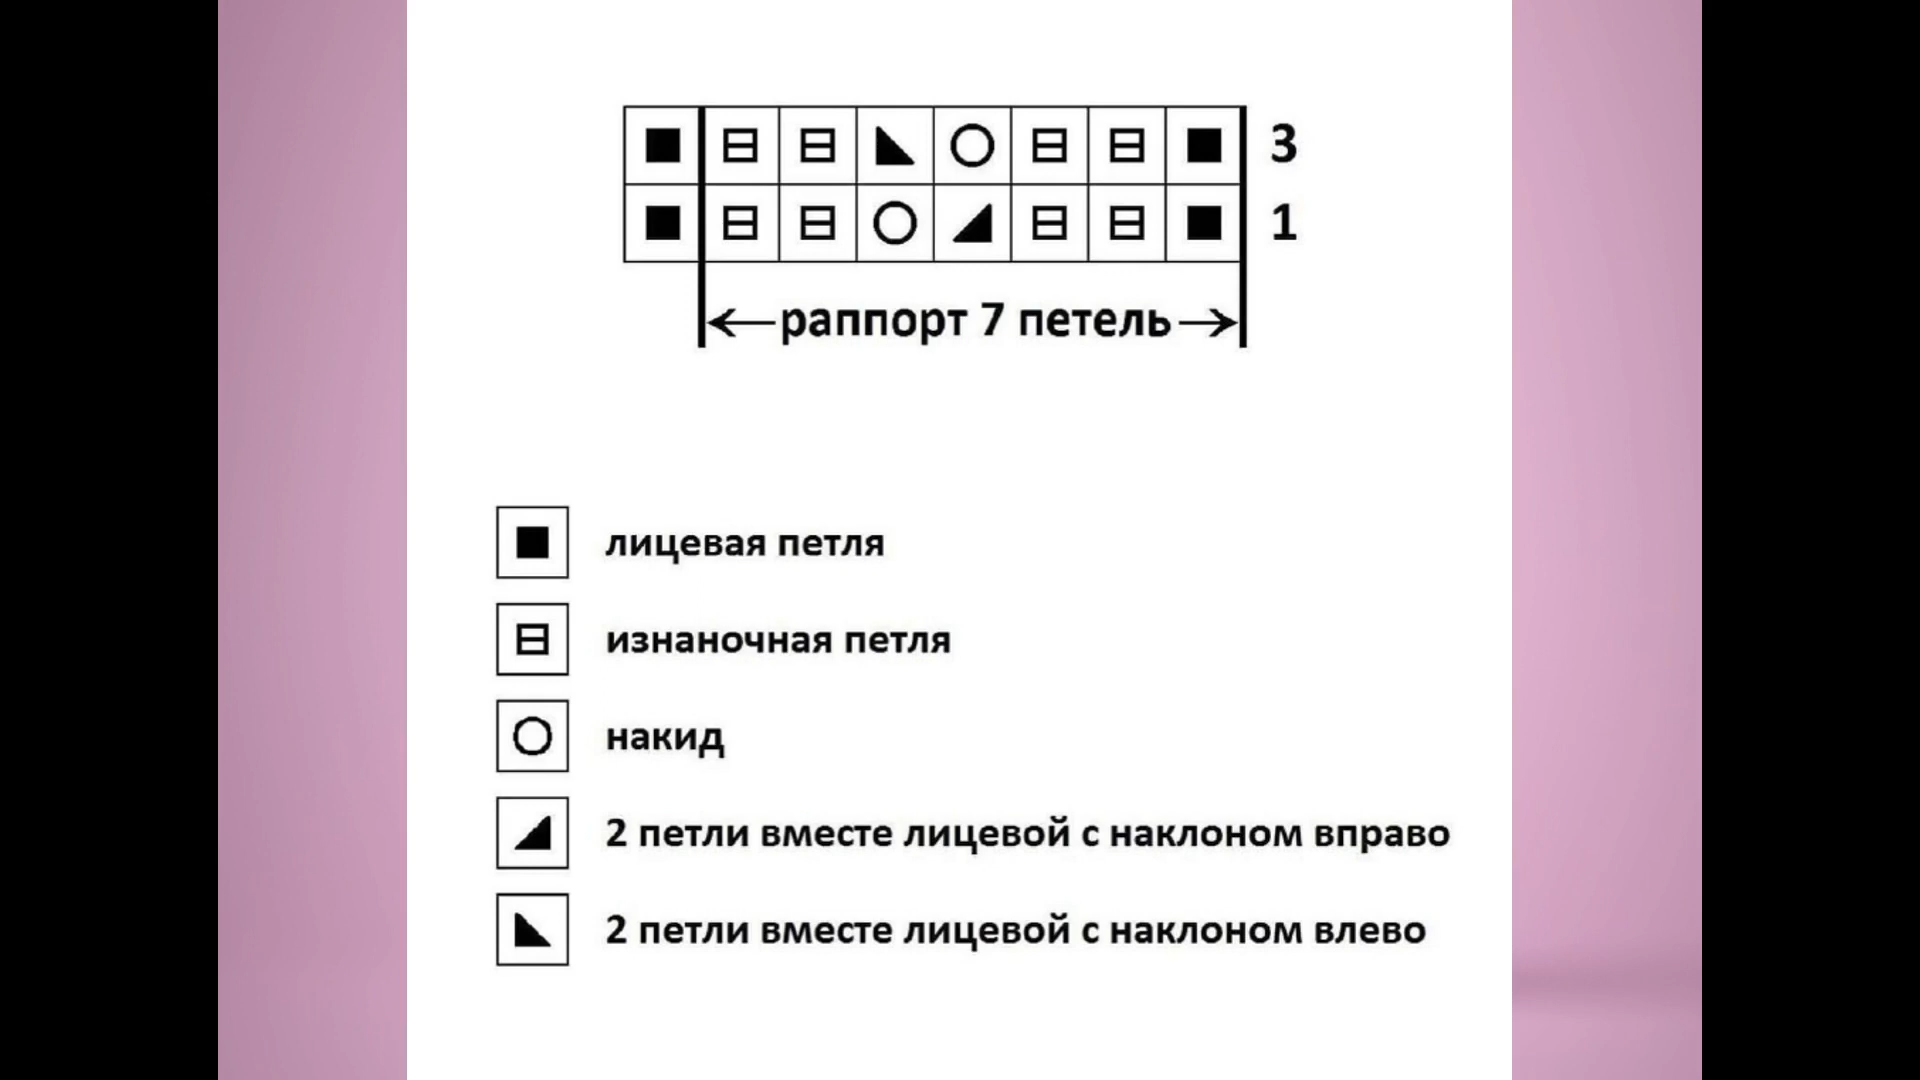 3
1
раппорт 7 петель
лицевая петля
изнаночная петля
накид
2 петли вместе лицевой с наклоном вправо
2 петли вместе лицевой с наклоном влево